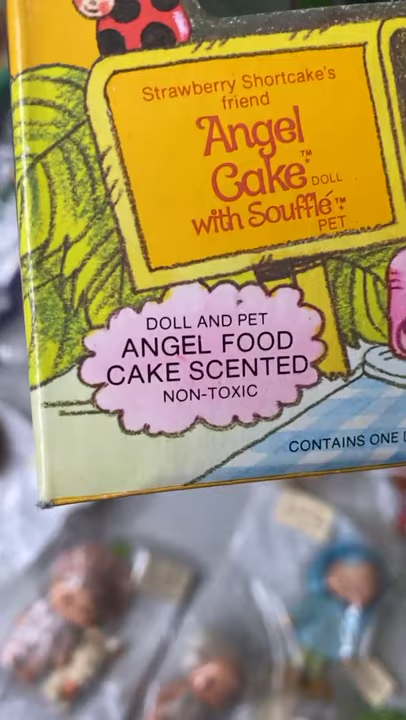 Strawberry Shortcake's
friend
Angel
Cake™ DOLL
with Soufflé™
PET
DOLL AND PET
ANGEL FOOD
CAKE SCENTED
NON-TOXIC
CONTAINS ONE